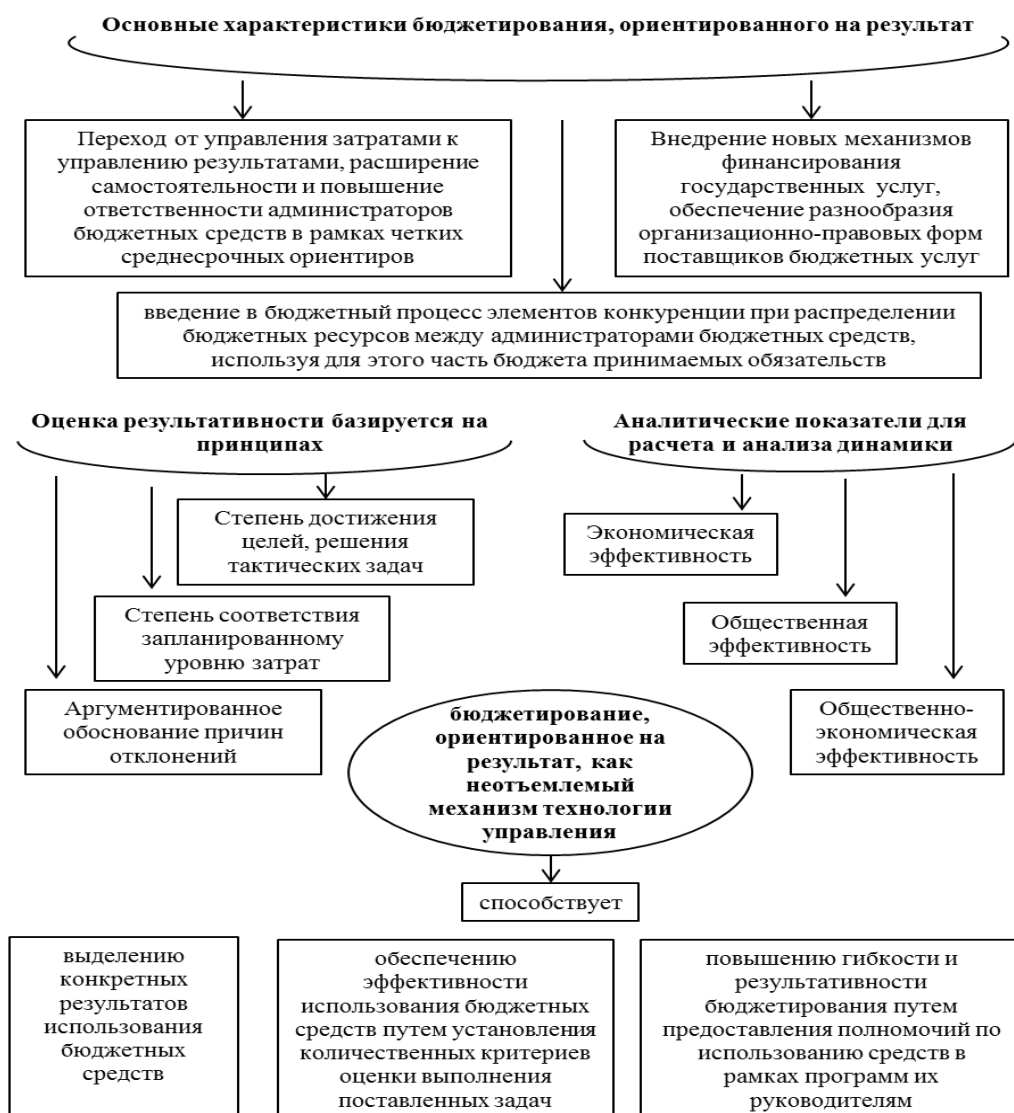 Основные характеристики бюджетирования, ориентированного на результат
Переход от управления затратами к
управлению результатами, расширение
самостоятельности и повышение
ответственности администраторов
бюджетных средств в рамках четких
среднесрочных ориентиров
Внедрение новых механизмов
финансирования
государственных услуг,
обеспечение разнообразия
организационно-правовых форм
поставщиков бюджетных услуг
введение в бюджетный процесс элементов конкуренции при распределении
бюджетных ресурсов между администраторами бюджетных средств,
используя для этого часть бюджета принимаемых обязательств
Оценка результативности базируется на
принципах
Аналитические показатели для
расчета и анализа динамики
Степень достижения
целей, решения
тактических задач
Экономическая
эффективность
Степень соответствия
запланированному
уровню затрат
Общественная
эффективность
Аргументированное
обоснование причин
отклонений
бюджетирование,
ориентированное на
результат, как
неотъемлемый
механизм технологии
управления
Общественно-
экономическая
эффективность
способствует
выделению
конкретных
результатов
использования
бюджетных
средств
обеспечению
эффективности
использования бюджетных
средств путем установления
количественных критериев
оценки выполнения
поставленных задач
повышению гибкости и
результативности
бюджетирования путем
предоставления полномочий по
использованию средств в
рамках программ их
руководителям